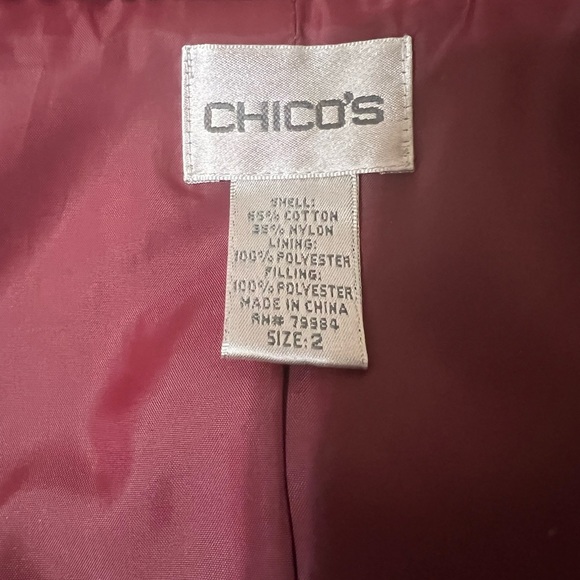 CHICO'S
SHELL:
65% COTTON
35% NYLON
LINING:
100% POLYESTER
FILLING:
100% POLYESTER
MADE IN CHINA
RN# 79984
SIZE: 2